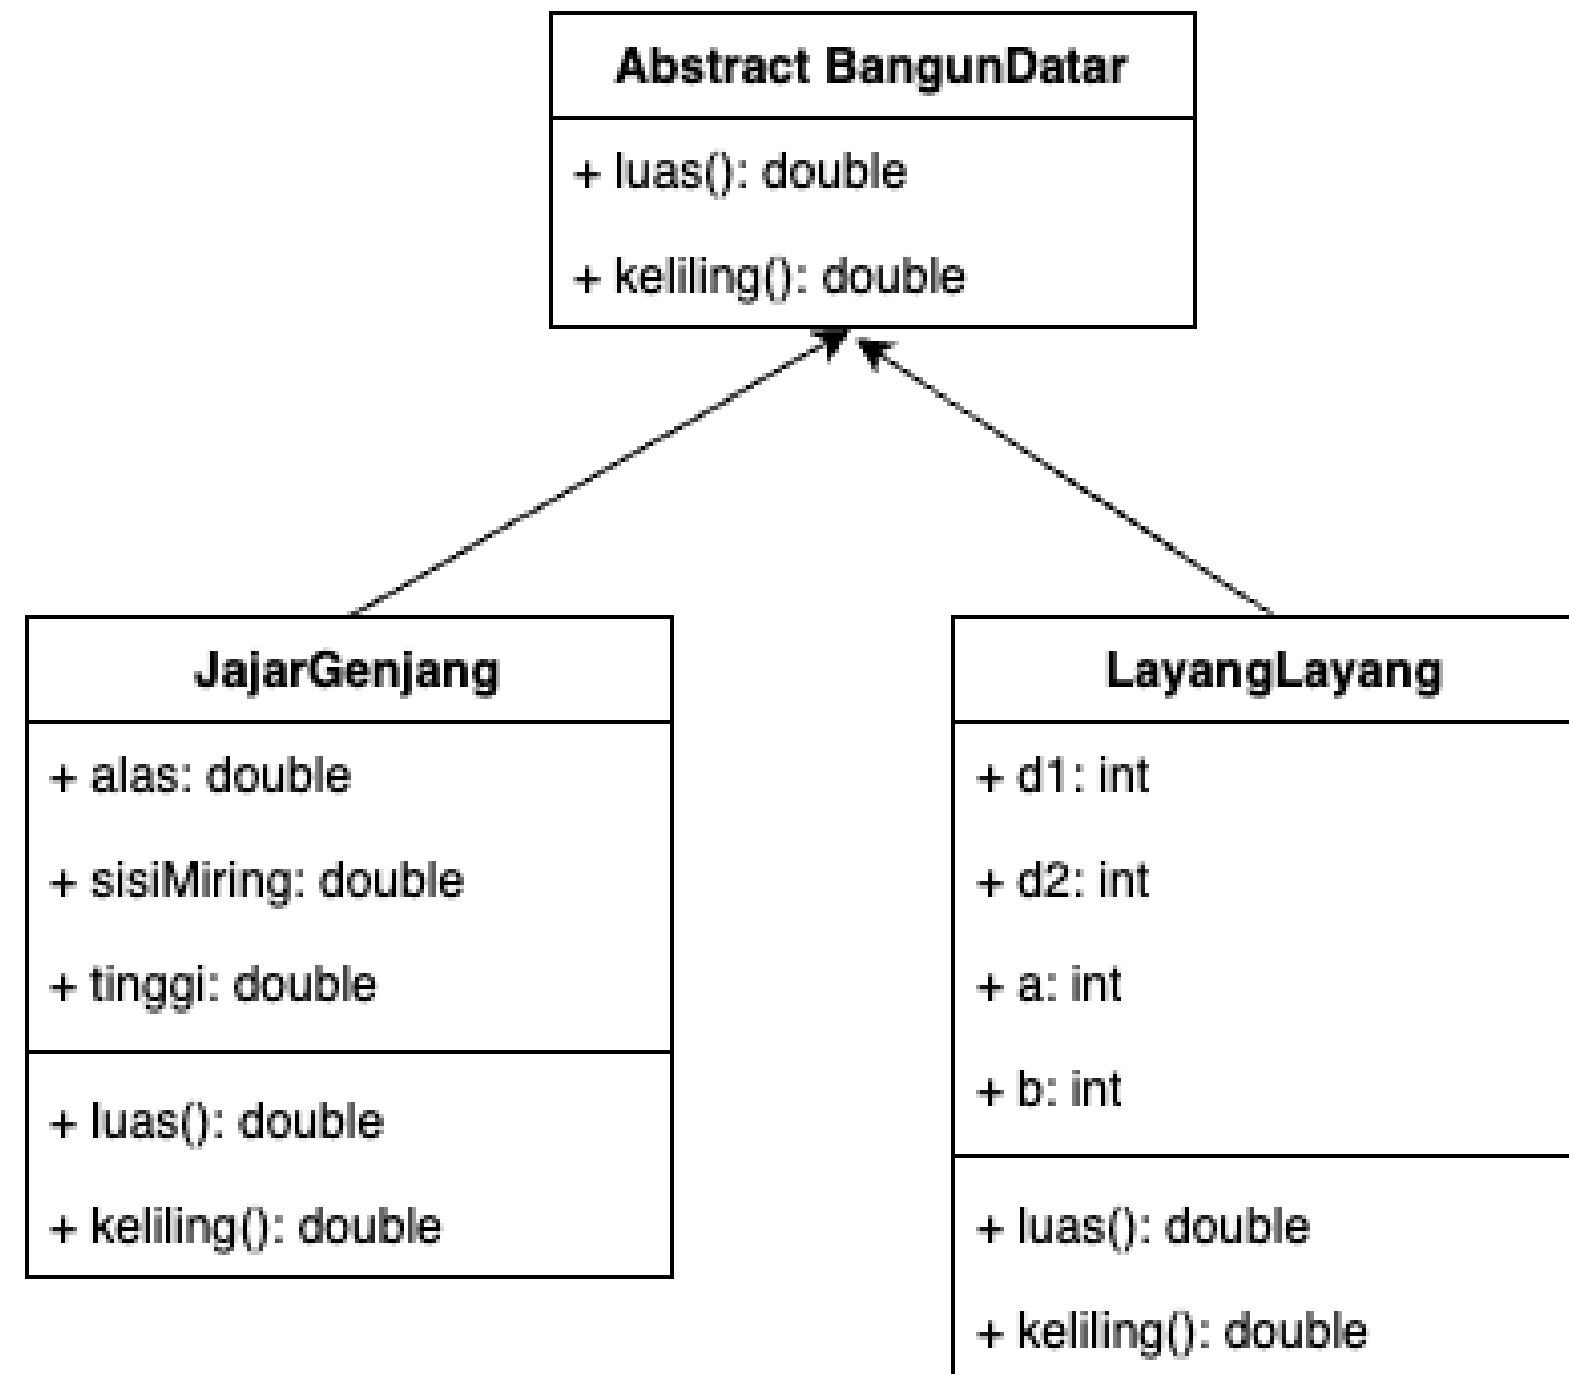 Abstract BangunDatar
+ luas(): double
+ keliling(): double
JajarGenjang
+ alas: double
+ sisiMiring: double
+ tinggi: double
+ luas(): double
+ keliling(): double
LayangLayang
+ d1: int
+ d2: int
+ a: int
+ b: int
+ luas(): double
+ keliling(): double